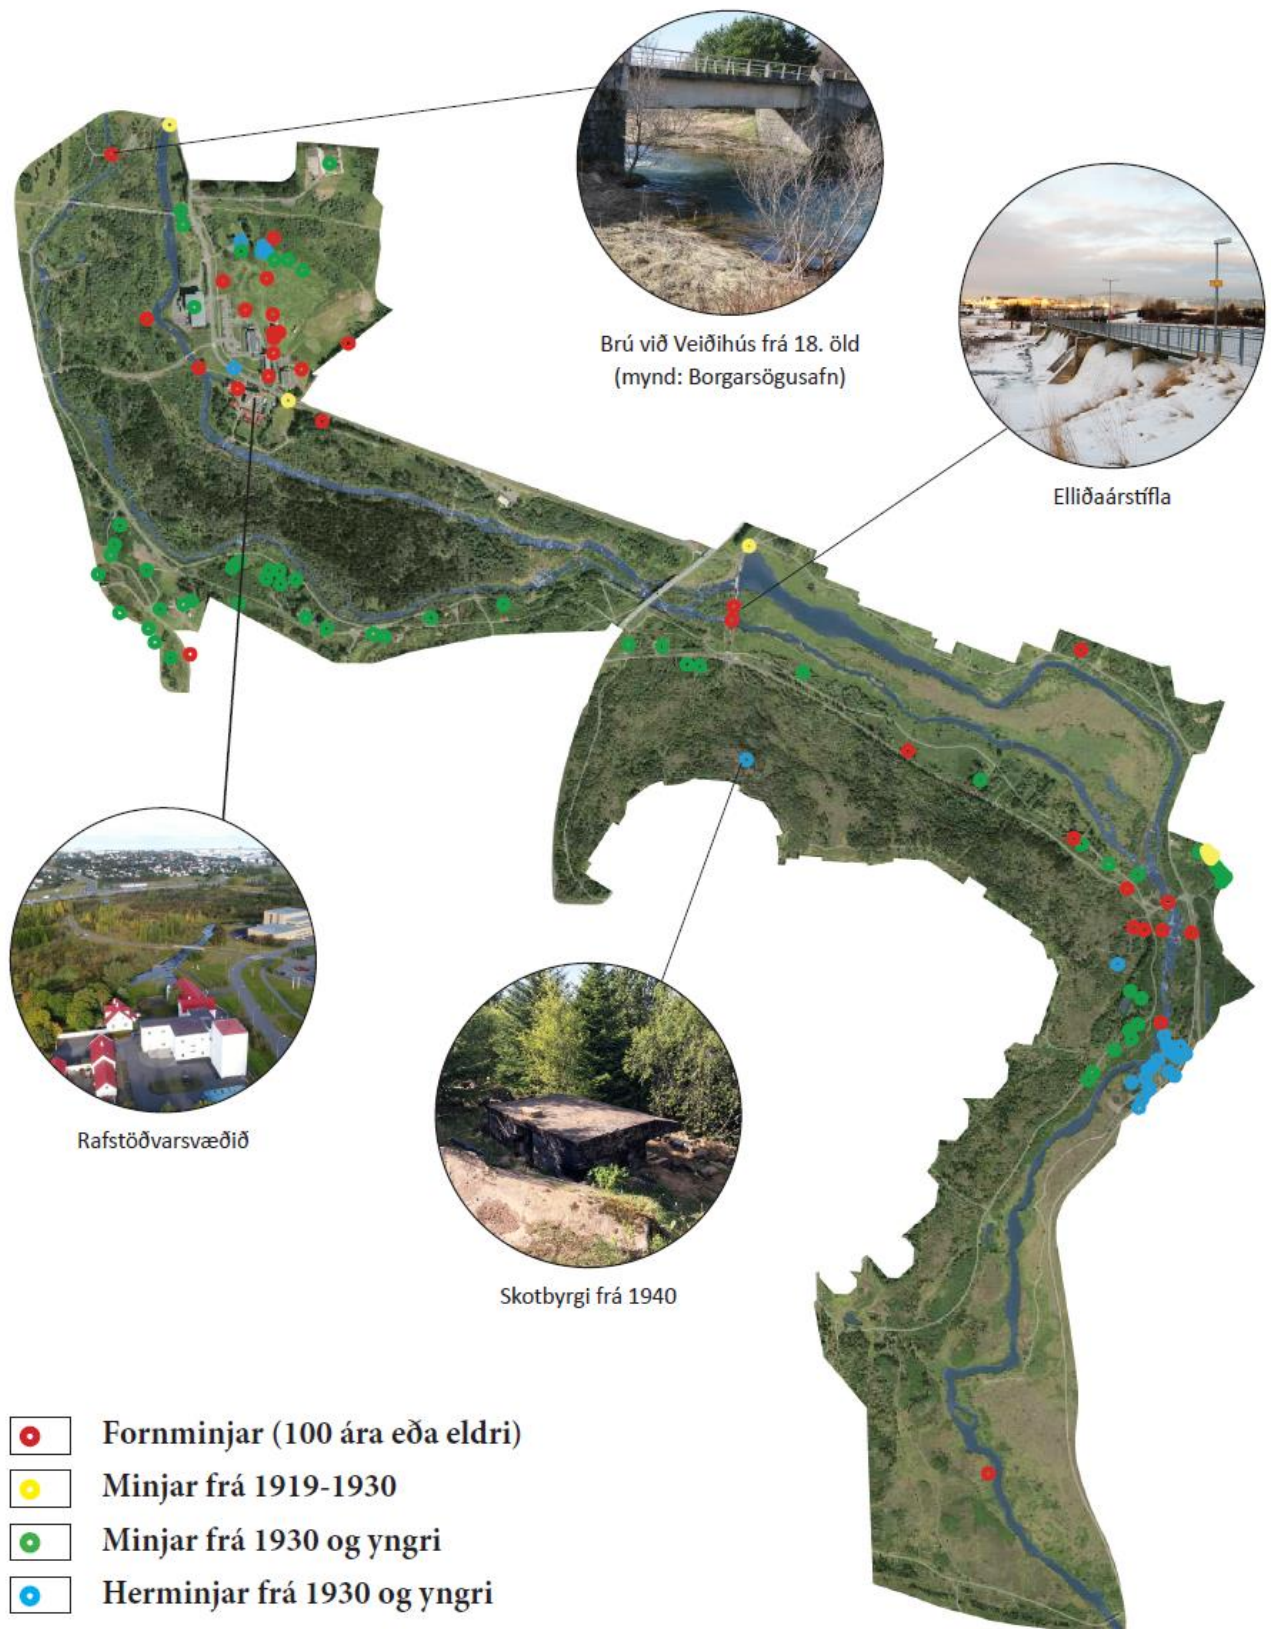 Brú við Veiðihús frá 18. öld
(mynd: Borgarsögusafn)
Elliðaárstífla
Rafstöðvarsvæðið
Skotbyrgi frá 1940
Fornminjar (100 ára eða eldri)
Minjar frá 1919-1930
Minjar frá 1930 og yngri
Herminjar frá 1930 og yngri